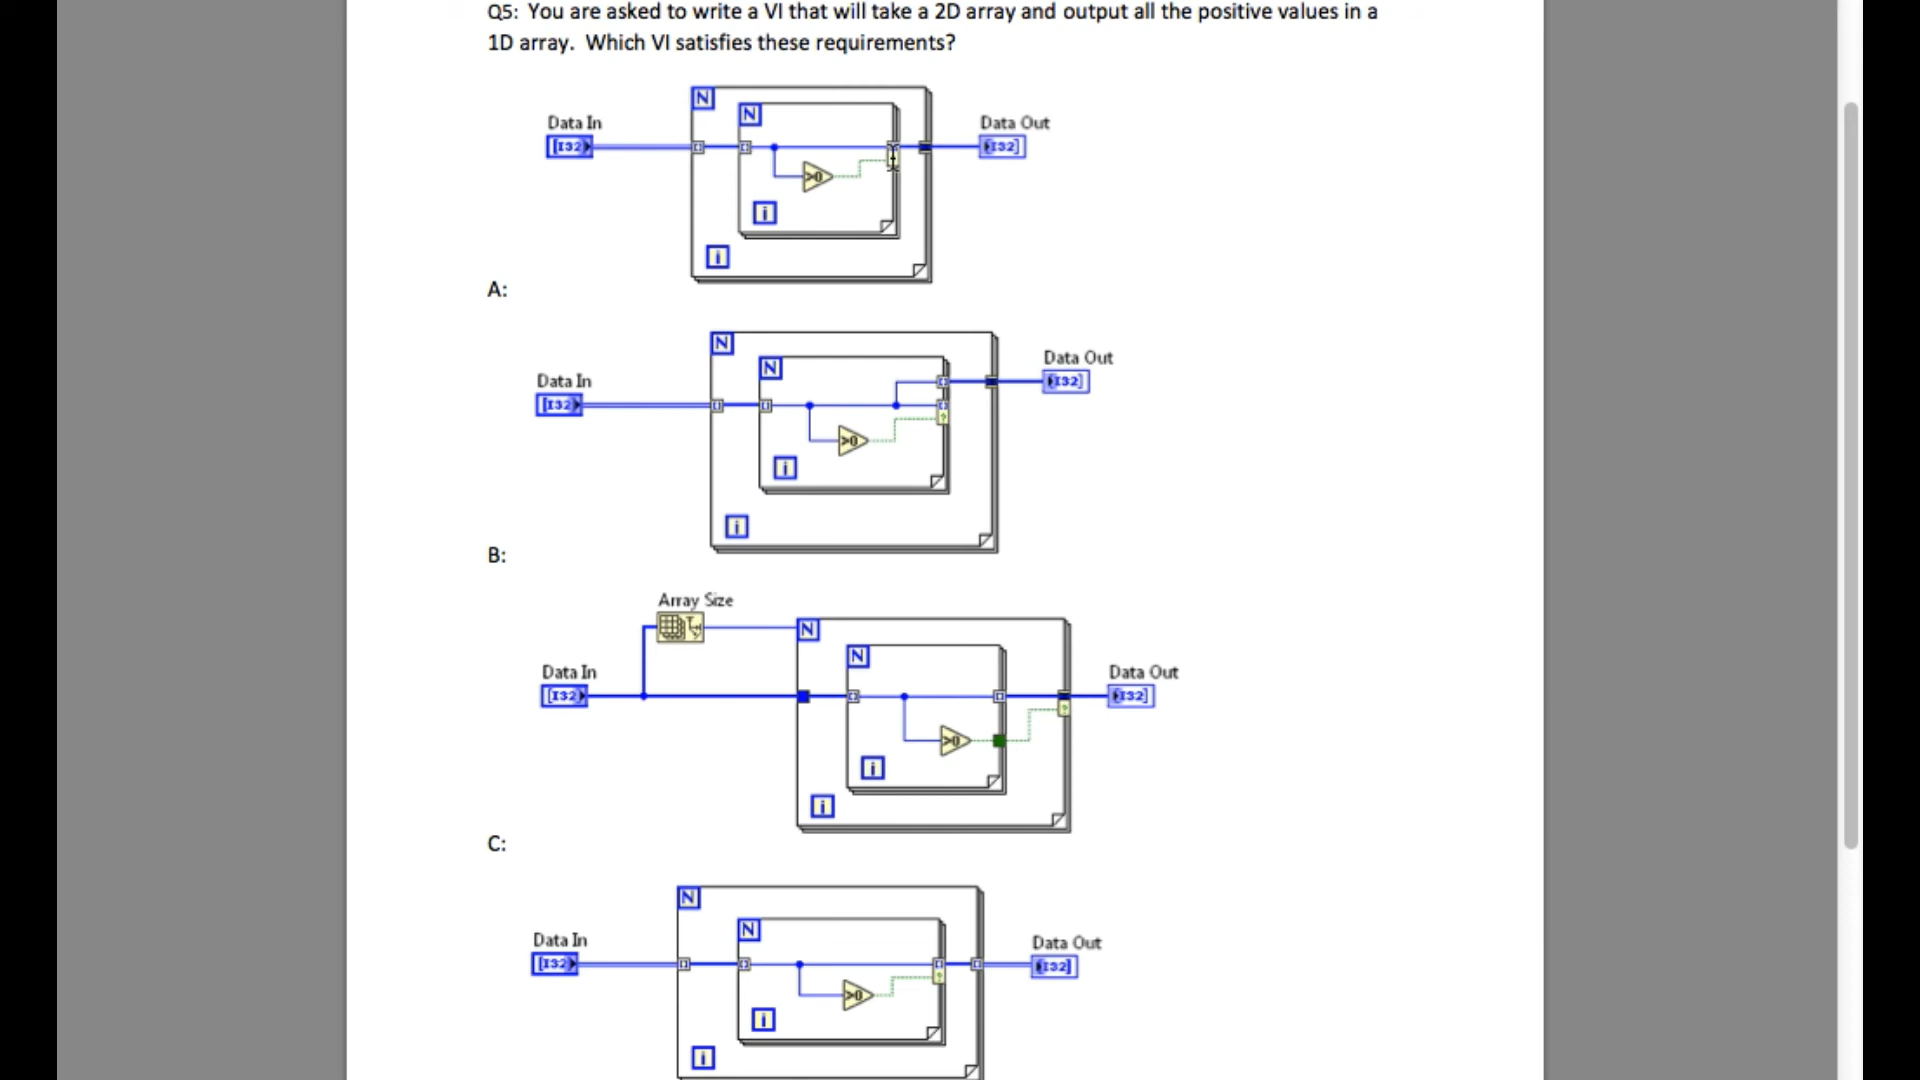 Q5: You are asked to write a VI that will take a 2D array and output all the positive values in a
1D array. Which VI satisfies these requirements?
N
N
Data In
Data Out
[I32]
[I32]
>0
i
i
A:
N
N
Data Out
Data In
[I32]
[I32]
?
>0
i
i
B:
Array Size
N
N
Data In
Data Out
[I32]
[I32]
?
>0
i
i
C:
N
N
Data In
Data Out
[I32]
[I32]
?
>0
i
i